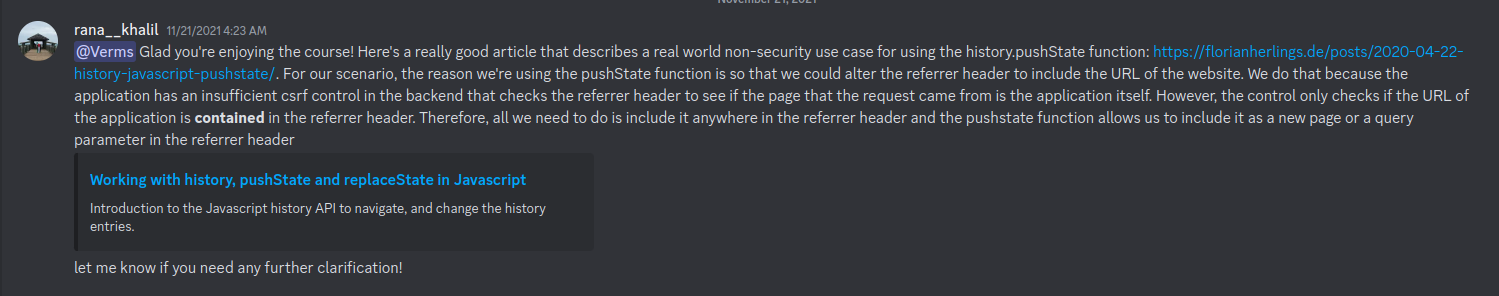 November 21, 2021
rana__khalil 11/21/2021 4:23 AM
@Verms Glad you're enjoying the course! Here's a really good article that describes a real world non-security use case for using the history.pushState function: https://florianherlings.de/posts/2020-04-22-
history-javascript-pushstate/. For our scenario, the reason we're using the pushState function is so that we could alter the referrer header to include the URL of the website. We do that because the
application has an insufficient csrf control in the backend that checks the referrer header to see if the page that the request came from is the application itself. However, the control only checks if the URL of
the application is contained in the referrer header. Therefore, all we need to do is include it anywhere in the referrer header and the pushstate function allows us to include it as a new page or a query
parameter in the referrer header
Working with history, pushState and replaceState in Javascript
Introduction to the Javascript history API to navigate, and change the history
entries.
let me know if you need any further clarification!